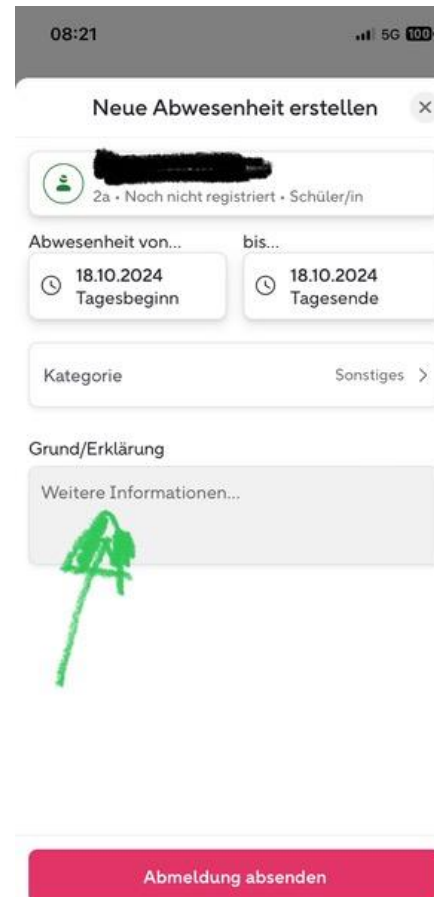 08:21 5G 100
Neue Abwesenheit erstellen
2a • Noch nicht registriert • Schüler/in
Abwesenheit von... bis...
18.10.2024 18.10.2024
Tagesbeginn Tagesende
Kategorie Sonstiges
Grund/Erklärung
Weitere Informationen...
Abmeldung absenden